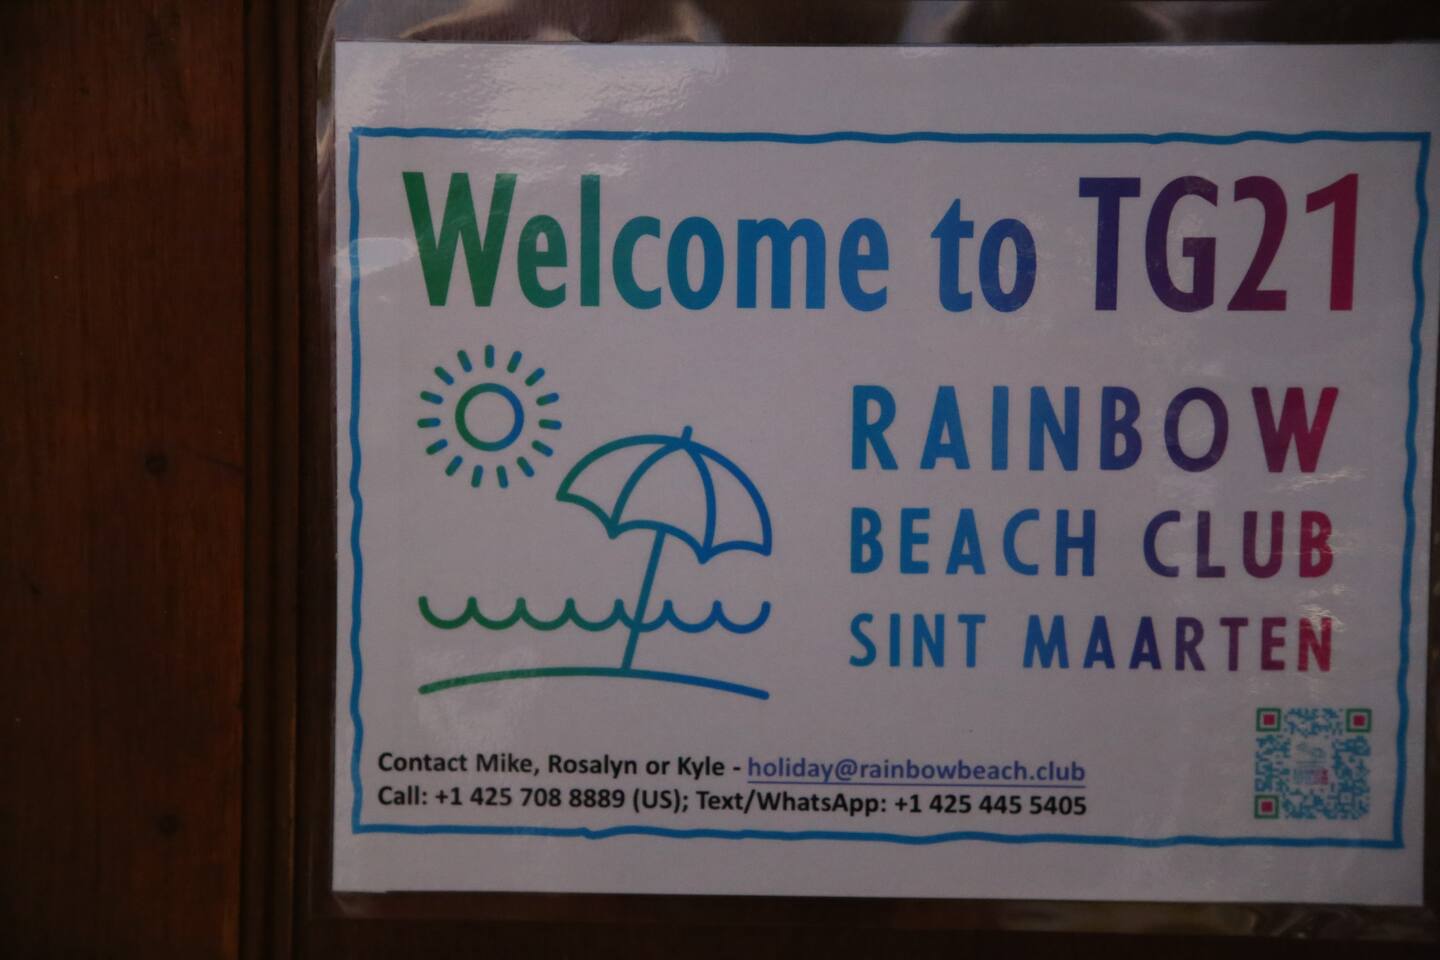 Welcome to TG21
RAINBOW
BEACH CLUB
SINT MAARTEN
Contact Mike, Rosalyn or Kyle - holiday@rainbowbeach.club
Call: +1 425 708 8889 (US); Text/WhatsApp: +1 425 445 5405